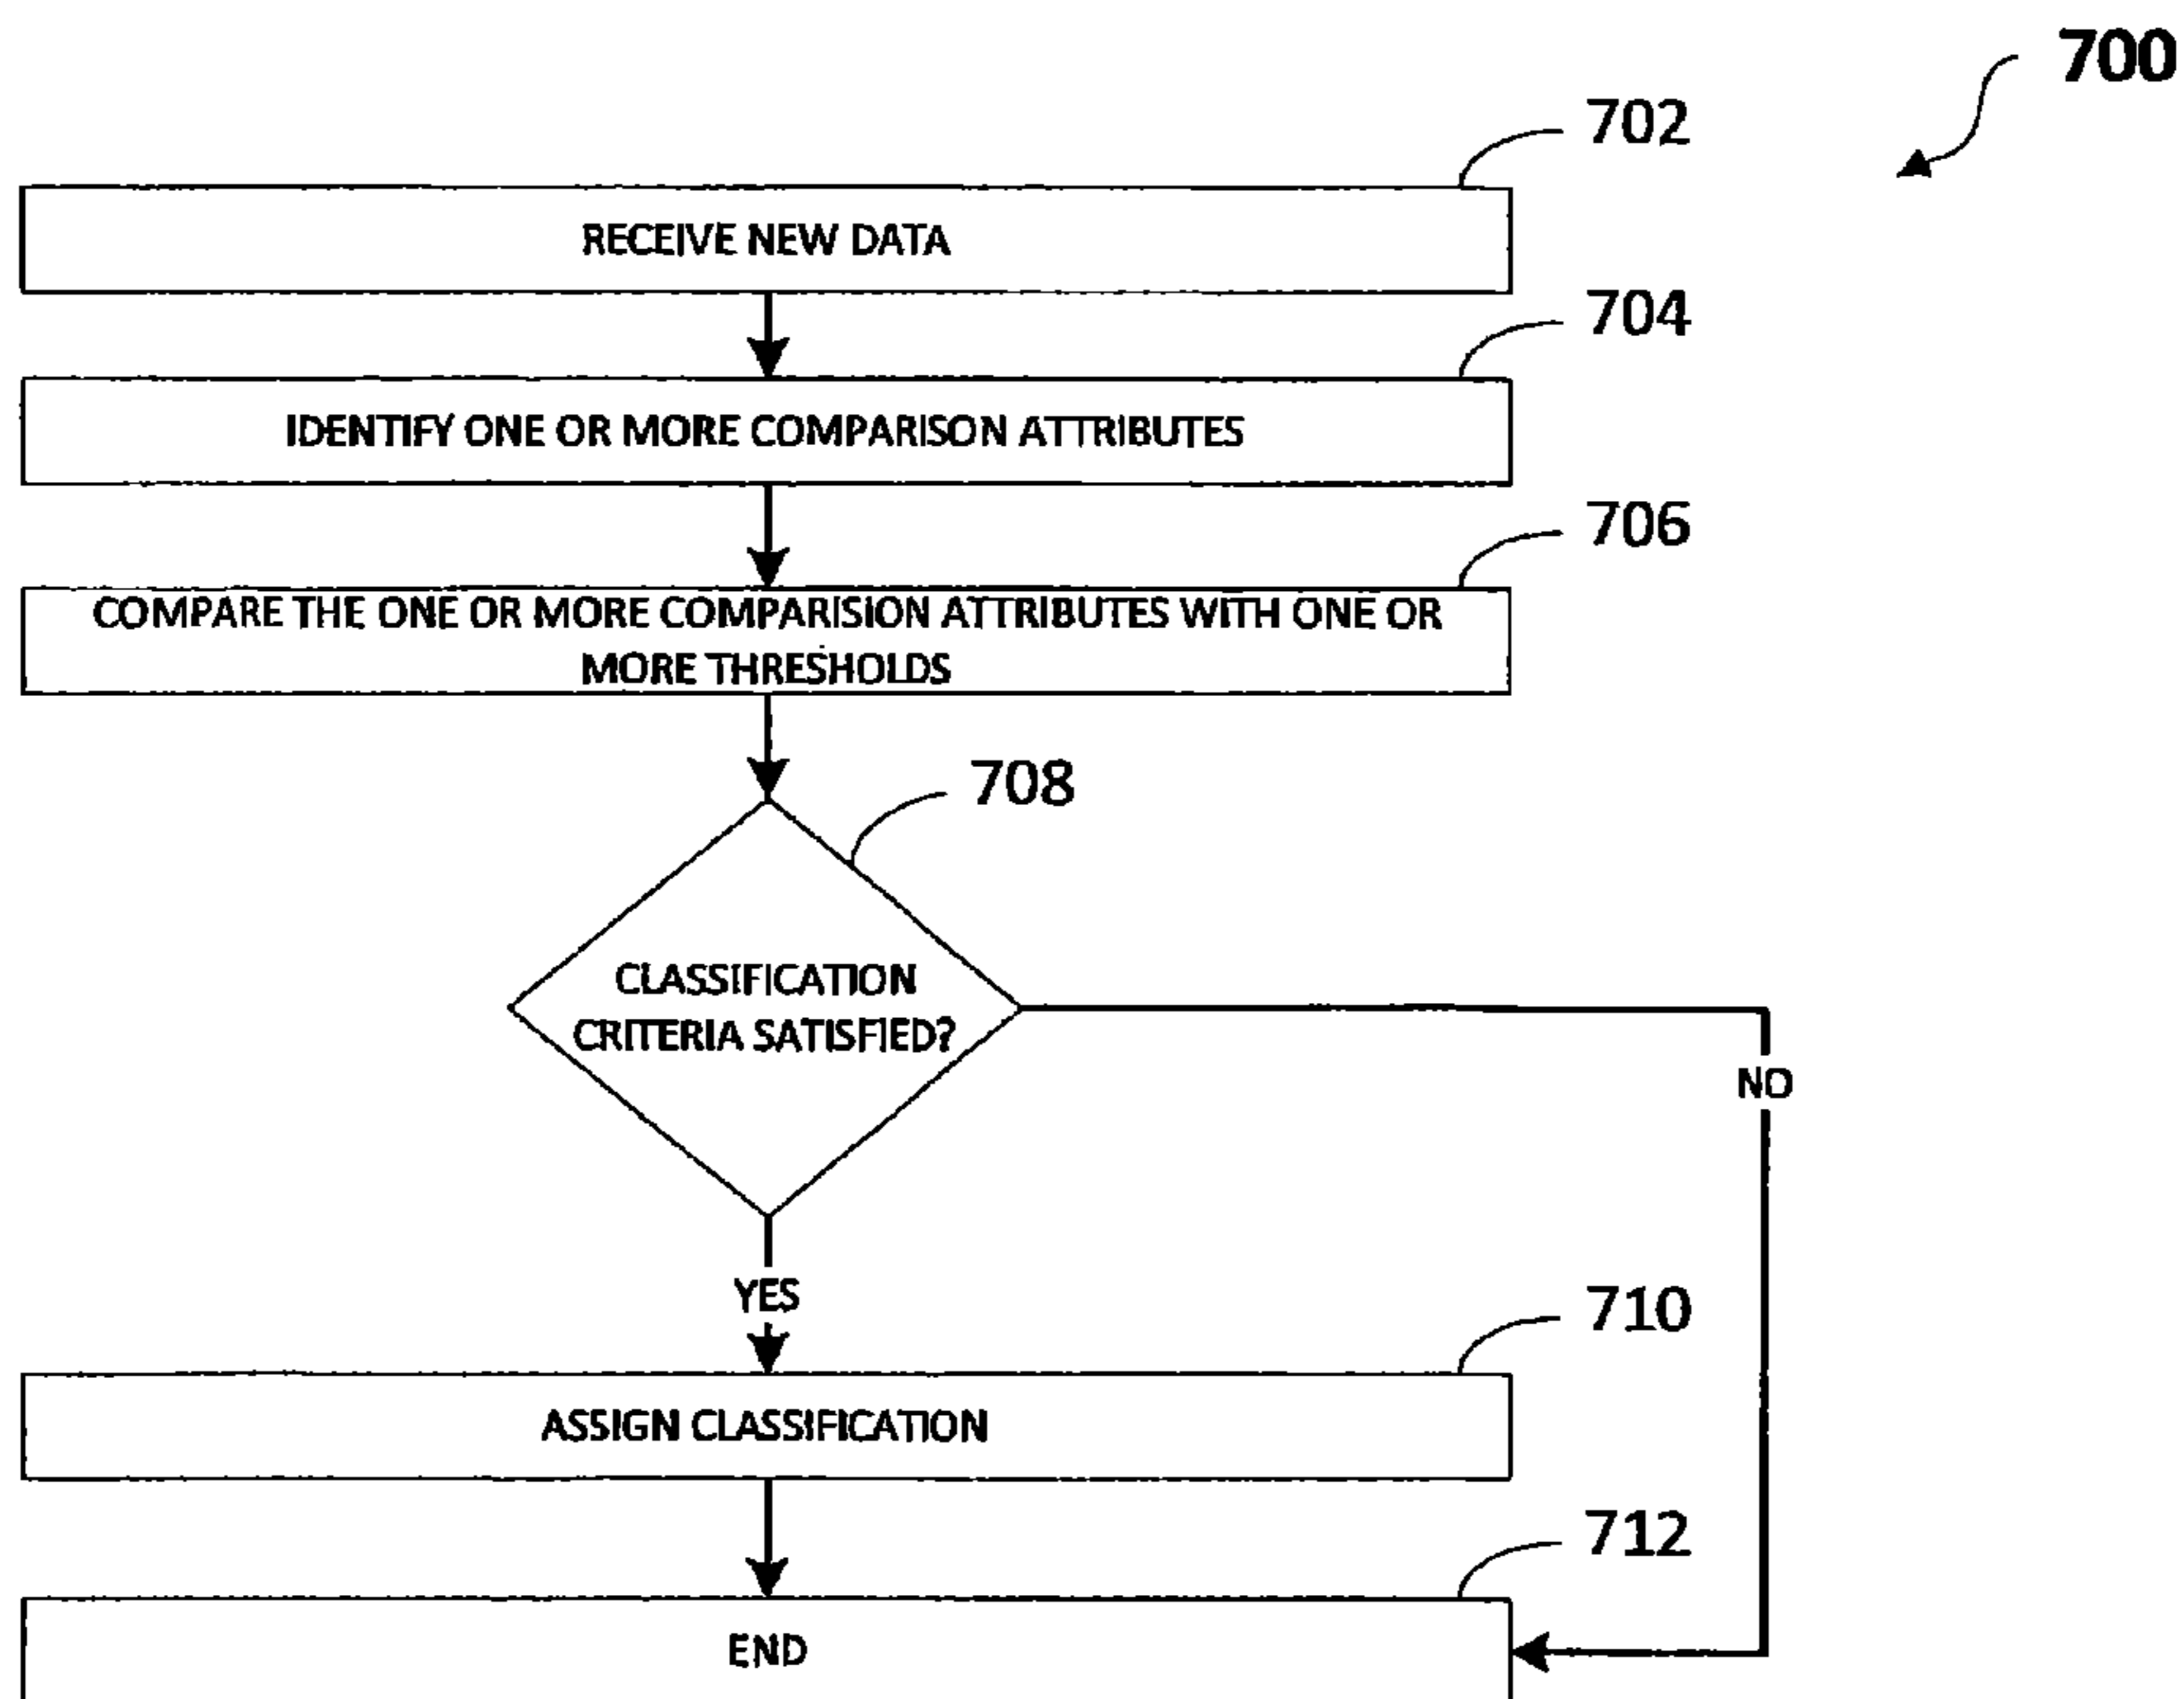 700
702
RECEIVE NEW DATA
704
IDENTIFY ONE OR MORE COMPARISON ATTRIBUTES
706
COMPARE THE ONE OR MORE COMPARISION ATTRIBUTES WITH ONE OR
MORE THRESHOLDS
708
CLASSIFICATION
CRITERIA SATISFIED?
NO
YES
710
ASSIGN CLASSIFICATION
712
END